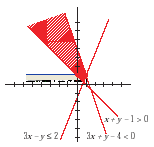 x + y − 1 > 0
3x − y ≤ 2
3x + y − 4 < 0